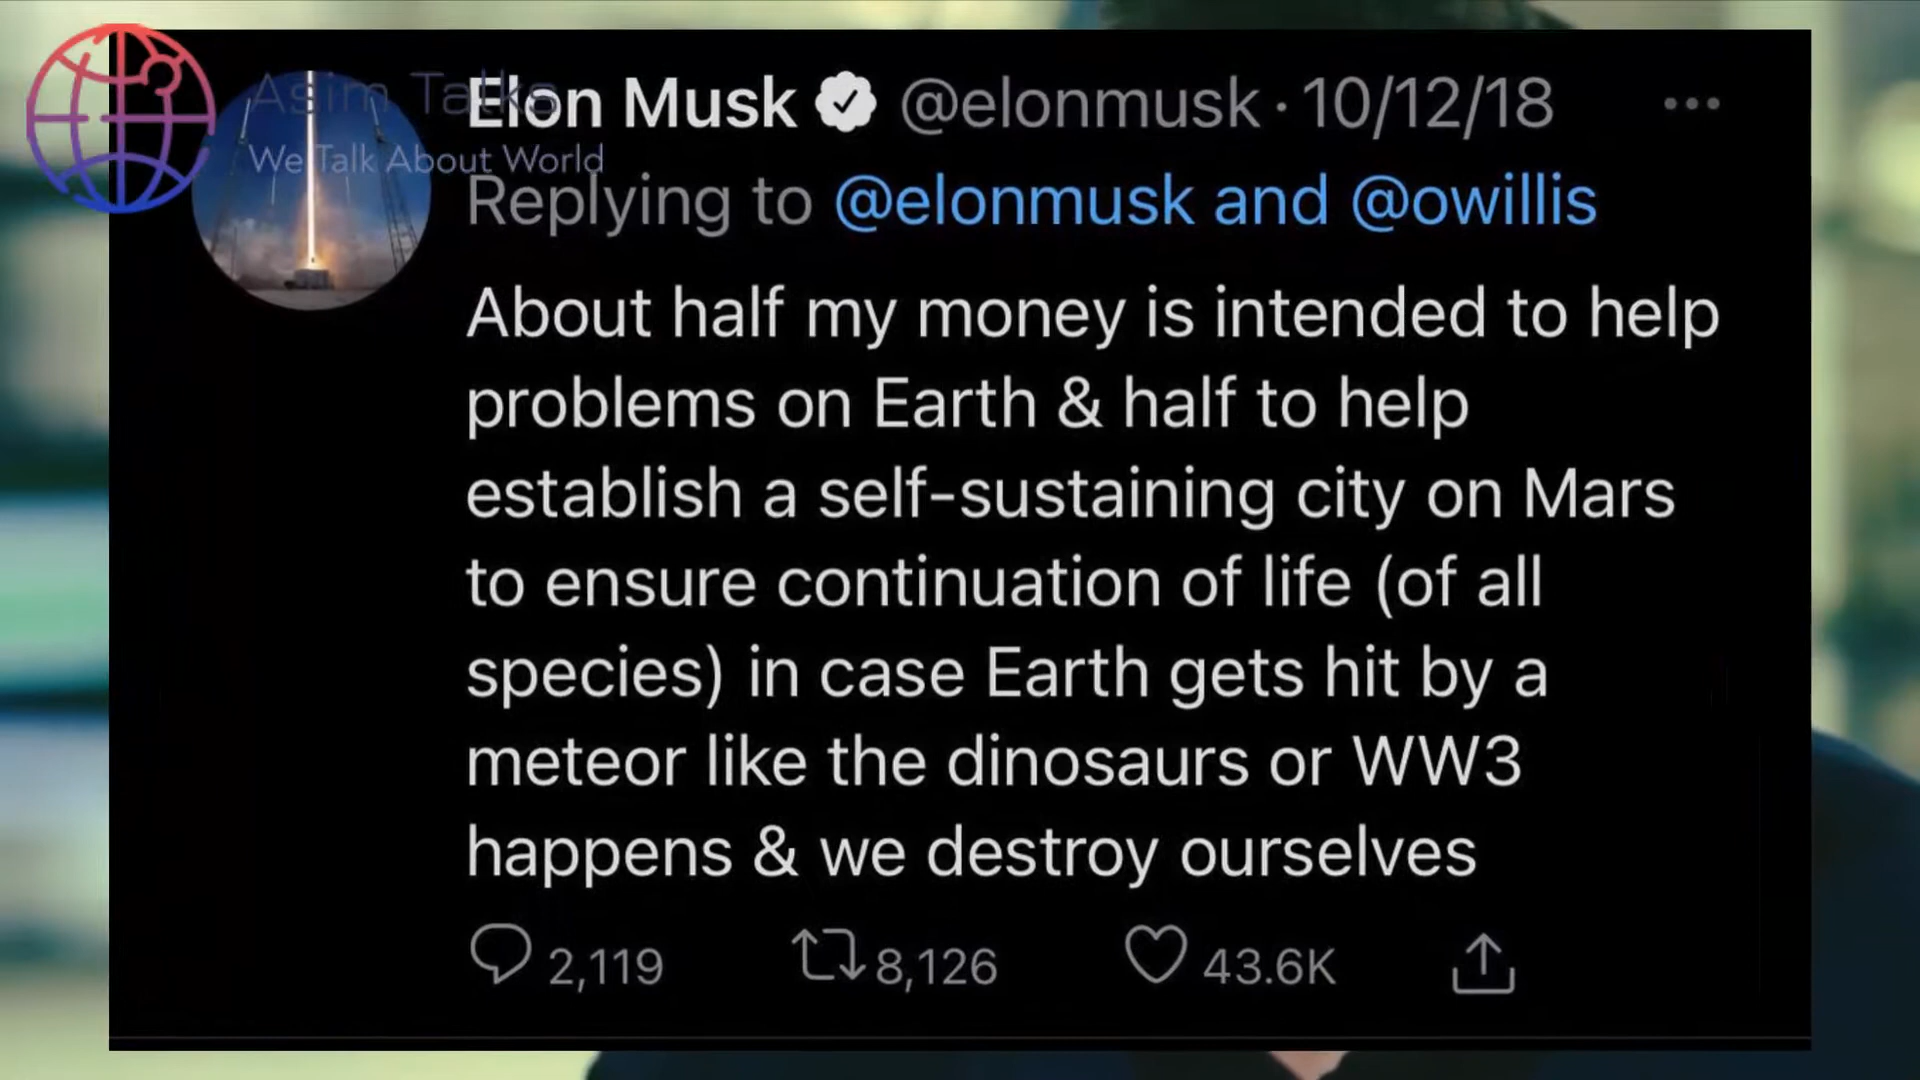 Asim Talks
We Talk About World
Elon Musk @elonmusk · 10/12/18
Replying to @elonmusk and @owillis
About half my money is intended to help
problems on Earth & half to help
establish a self-sustaining city on Mars
to ensure continuation of life (of all
species) in case Earth gets hit by a
meteor like the dinosaurs or WW3
happens & we destroy ourselves
2,119 8,126 43.6K